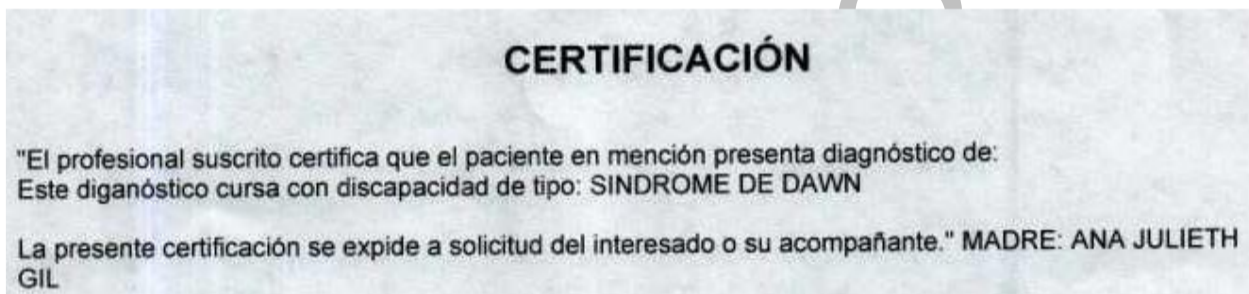 CERTIFICACIÓN
"El profesional suscrito certifica que el paciente en mención presenta diagnóstico de:
Este diganóstico cursa con discapacidad de tipo: SINDROME DE DAWN
La presente certificación se expide a solicitud del interesado o su acompañante." MADRE: ANA JULIETH
GIL